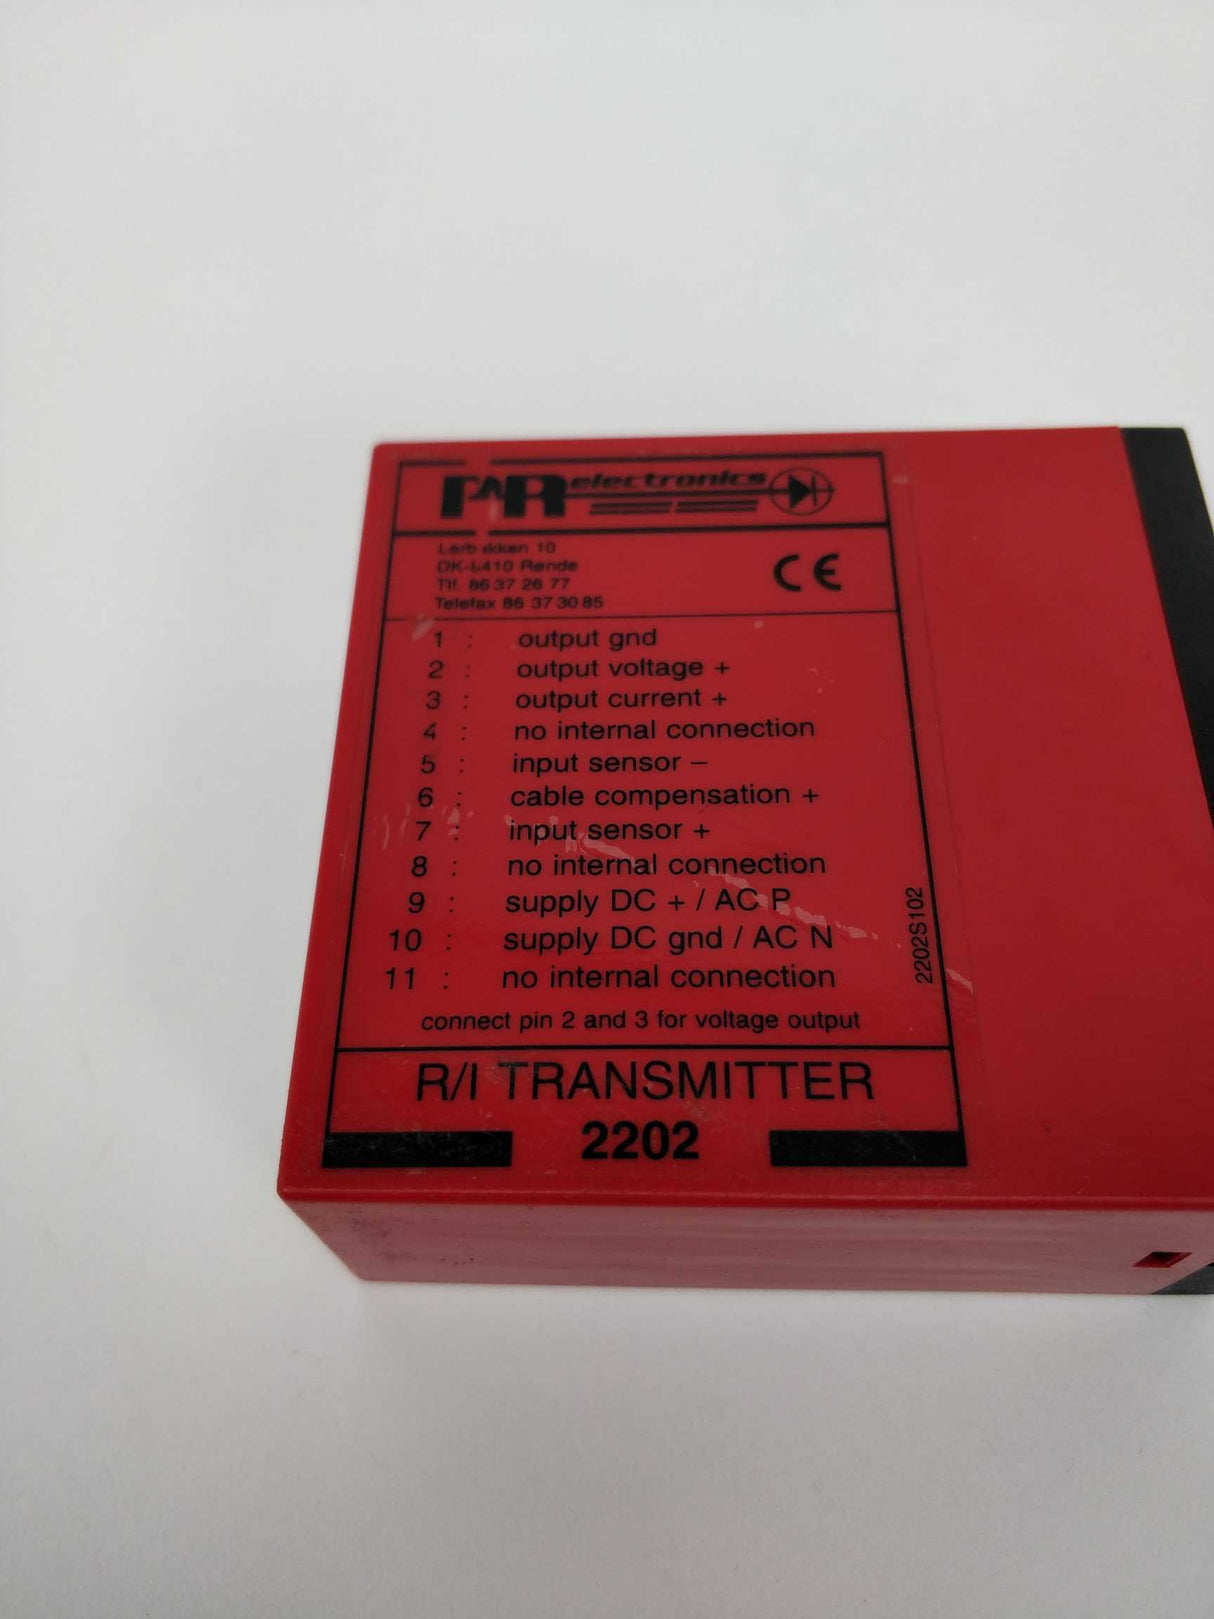 PR electronics
10
DK-8410 Rønde
Tlf. 86 37 26 77
Telefax 86 37 30 85
CE
1 : output gnd
2 : output voltage +
3 : output current +
4 : no internal connection
5 : input sensor –
6 : cable compensation +
7 : input sensor +
8 : no internal connection
9 : supply DC + / AC P
10 : supply DC gnd / AC N
11 : no internal connection
connect pin 2 and 3 for voltage output
2202S102
R/I TRANSMITTER
2202